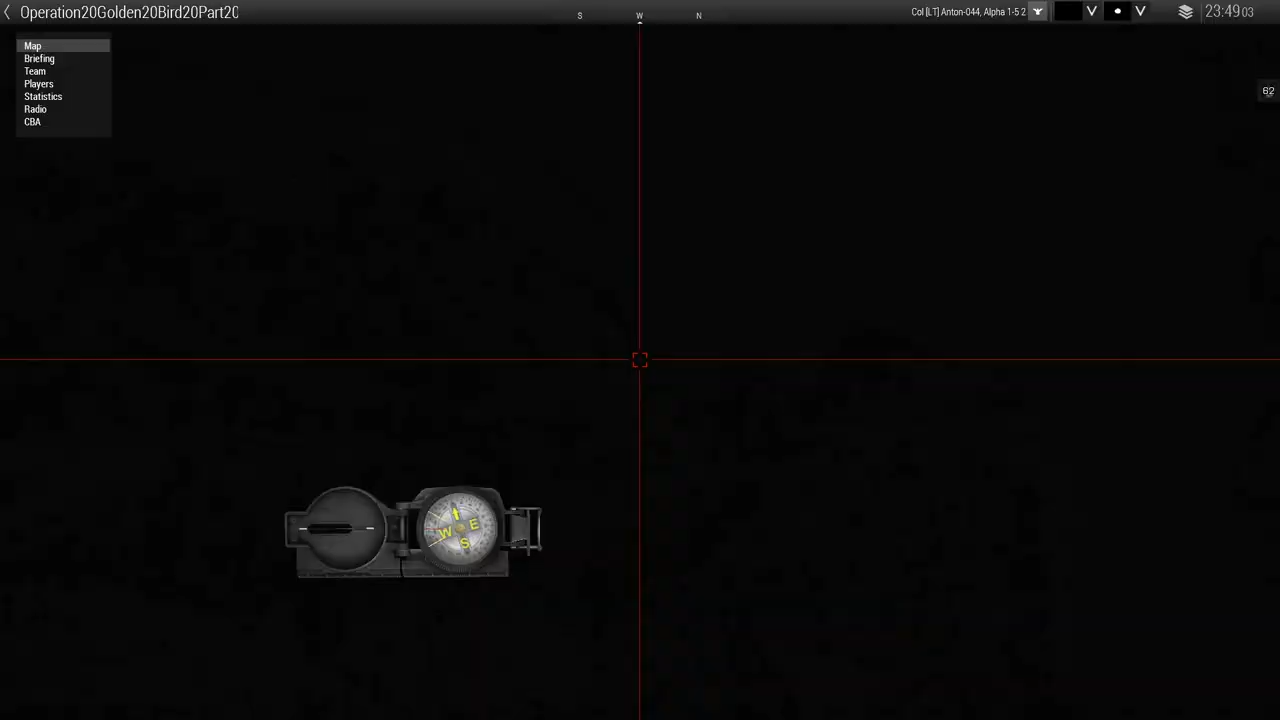 Operation20Golden20Bird20Part20
S W N
Col [LT] Anton-044, Alpha 1-5 2
23:49 03
Map
Briefing
Team
Players
Statistics
Radio
CBA
62
W E
S